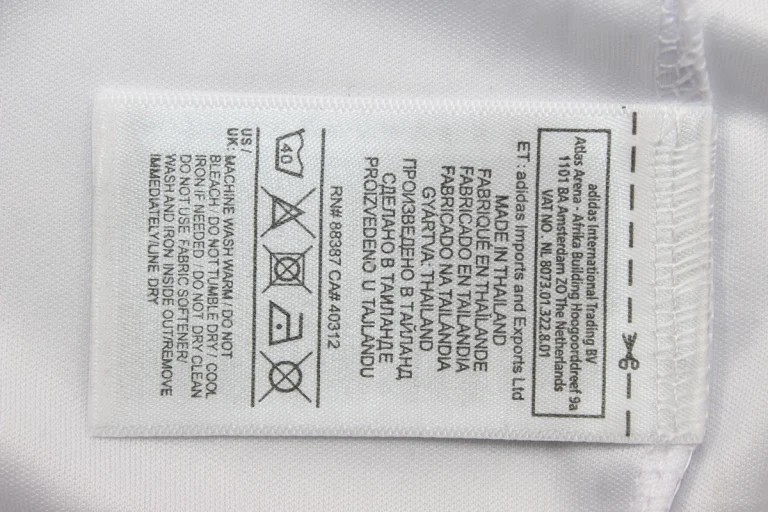 adidas International Trading BV
Atlas Arena - Afrika Building Hoogoorddreef 9a
1101 BA Amsterdam ZO The Netherlands
VAT NO. NL 8073.01.322.B.01
ET: adidas Imports and Exports Ltd
MADE IN THAILAND
FABRIQUÉ EN THAÏLANDE
FABRICADO EN TAILANDIA
FABRICADO NA TAILÂNDIA
GYÁRTVA: THAILAND
ПРОИЗВЕДЕНО В ТАЙЛАНД
СДЕЛАНО В ТАИЛАНДЕ
PROIZVEDENO U TAJLANDU
RN# 88387 CA# 40312
40
US /
UK: MACHINE WASH WARM / DO NOT
BLEACH / DO NOT TUMBLE DRY / COOL
IRON IF NEEDED / DO NOT DRY CLEAN
DO NOT USE FABRIC SOFTENER/
WASH AND IRON INSIDE OUT/REMOVE
IMMEDIATELY/LINE DRY